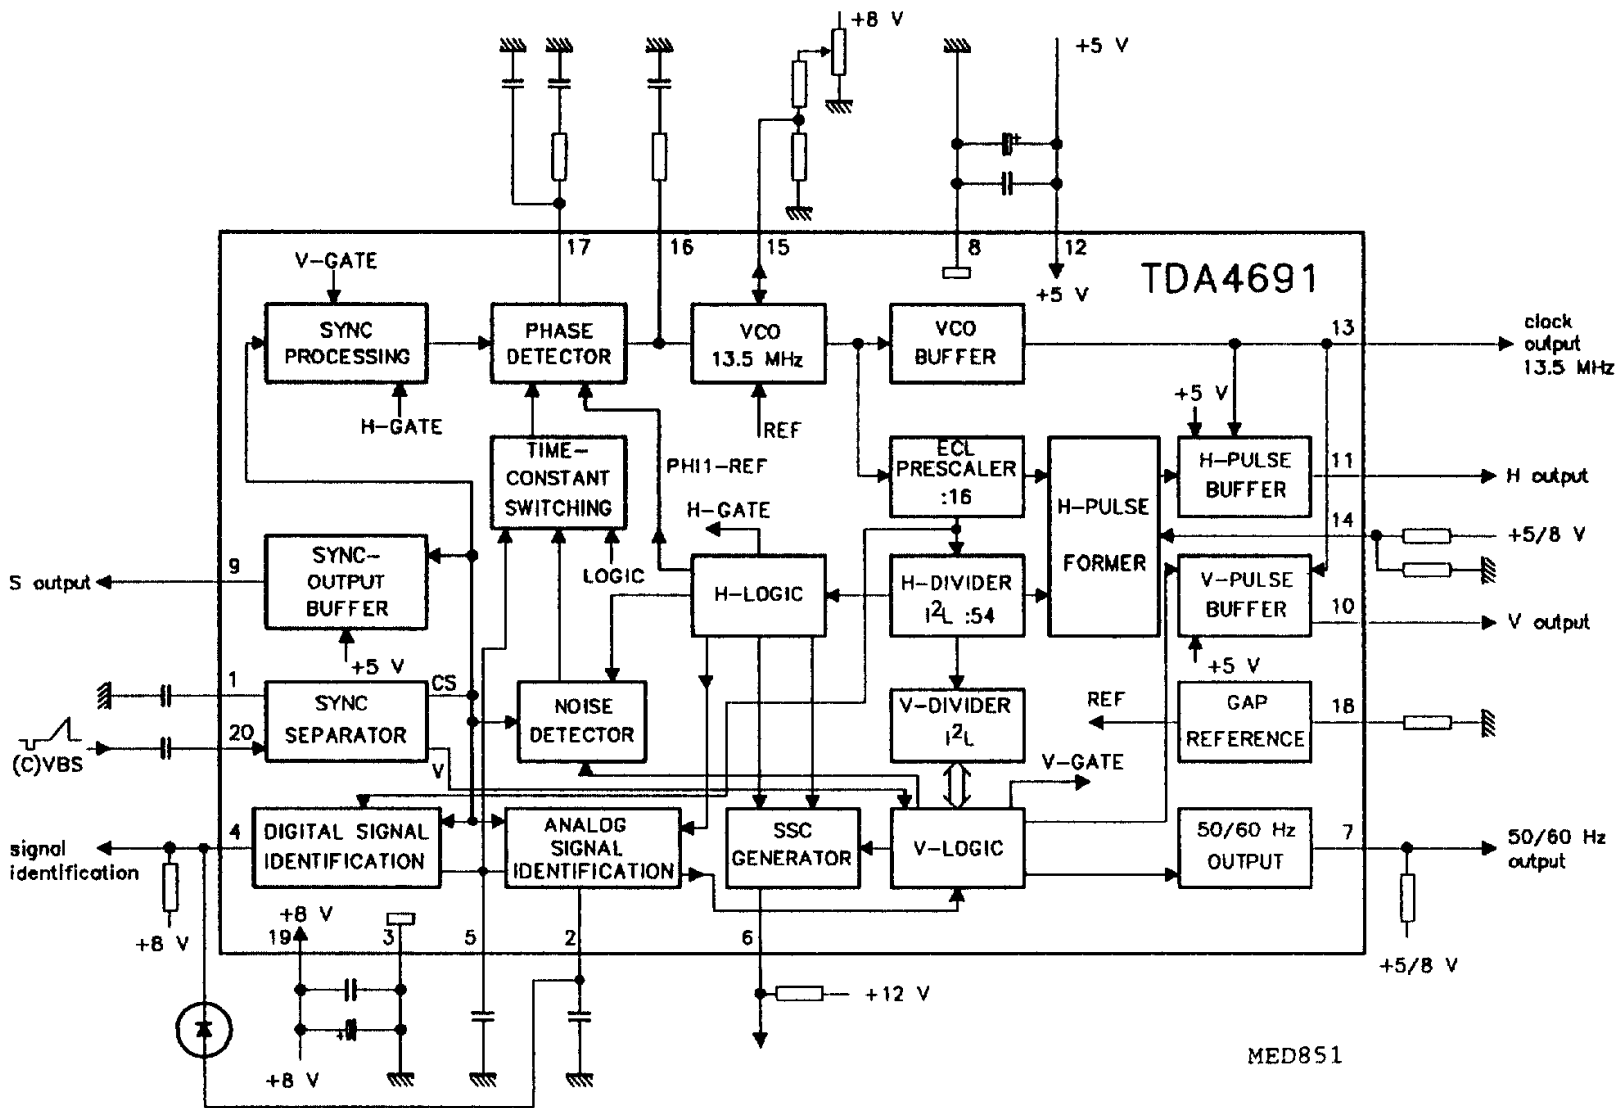 +8 V
+5 V
17
16
15
8
12
TDA4691
+5 V
V-GATE
SYNC
PROCESSING
PHASE
DETECTOR
VCO
13.5 MHz
VCO
BUFFER
13
clock
output
13.5 MHz
H-GATE
REF
+5 V
TIME-
CONSTANT
SWITCHING
PHI1-REF
ECL
PRESCALER
:16
H-PULSE
FORMER
H-PULSE
BUFFER
11
H output
H-GATE
14
+5/8 V
9
S output
SYNC-
OUTPUT
BUFFER
LOGIC
H-LOGIC
H-DIVIDER
I²L :54
V-PULSE
BUFFER
10
V output
+5 V
+5 V
1
CS
SYNC
SEPARATOR
20
(C)VBS
V
NOISE
DETECTOR
V-DIVIDER
I²L
REF
GAP
REFERENCE
18
V-GATE
4
signal
identification
DIGITAL SIGNAL
IDENTIFICATION
ANALOG
SIGNAL
IDENTIFICATION
SSC
GENERATOR
V-LOGIC
50/60 Hz
OUTPUT
7
50/60 Hz
output
+8 V
+8 V
19
3
5
2
6
+5/8 V
+12 V
+8 V
MED851